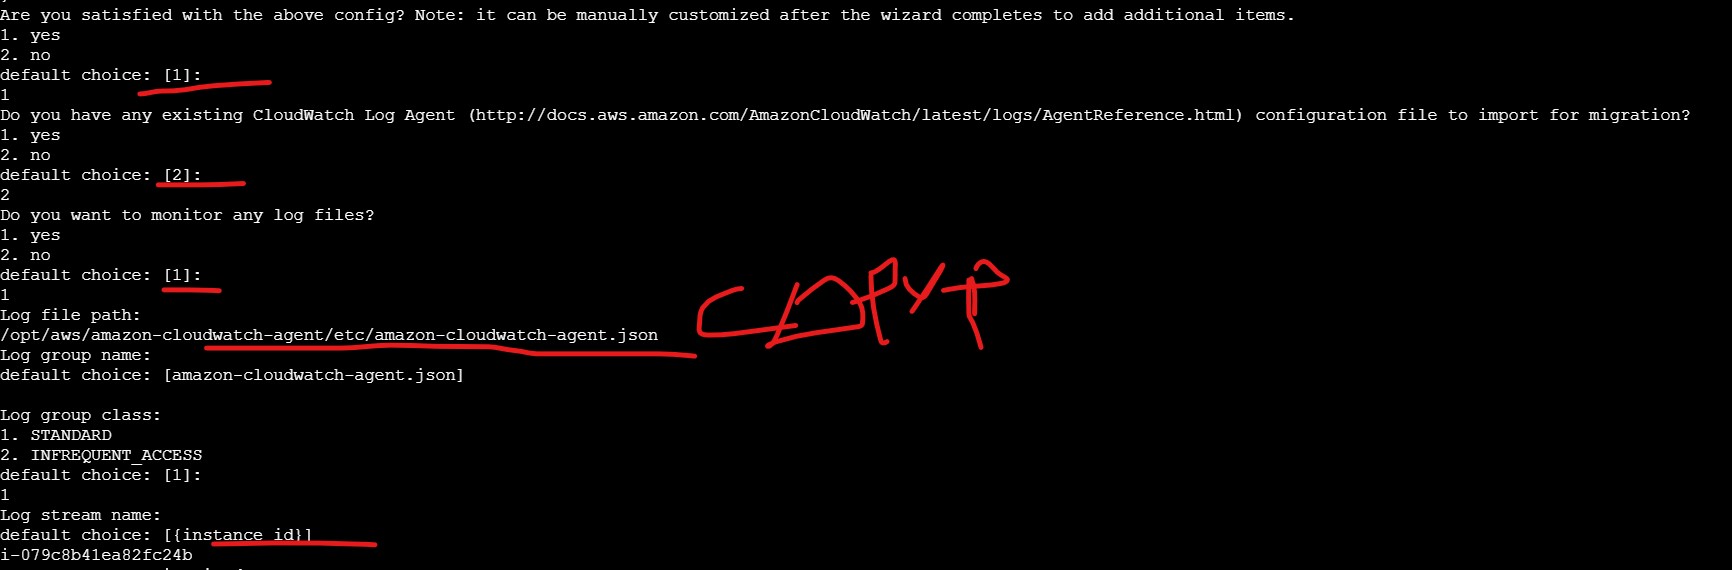 Are you satisfied with the above config? Note: it can be manually customized after the wizard completes to add additional items.
1. yes
2. no
default choice: [1]:
1
Do you have any existing CloudWatch Log Agent (http://docs.aws.amazon.com/AmazonCloudWatch/latest/logs/AgentReference.html) configuration file to import for migration?
1. yes
2. no
default choice: [2]:
2
Do you want to monitor any log files?
1. yes
2. no
default choice: [1]:
1
Log file path:
/opt/aws/amazon-cloudwatch-agent/etc/amazon-cloudwatch-agent.json
Log group name:
default choice: [amazon-cloudwatch-agent.json]
Log group class:
1. STANDARD
2. INFREQUENT_ACCESS
default choice: [1]:
1
Log stream name:
default choice: [{instance_id}]
i-079c8b41ea82fc24b